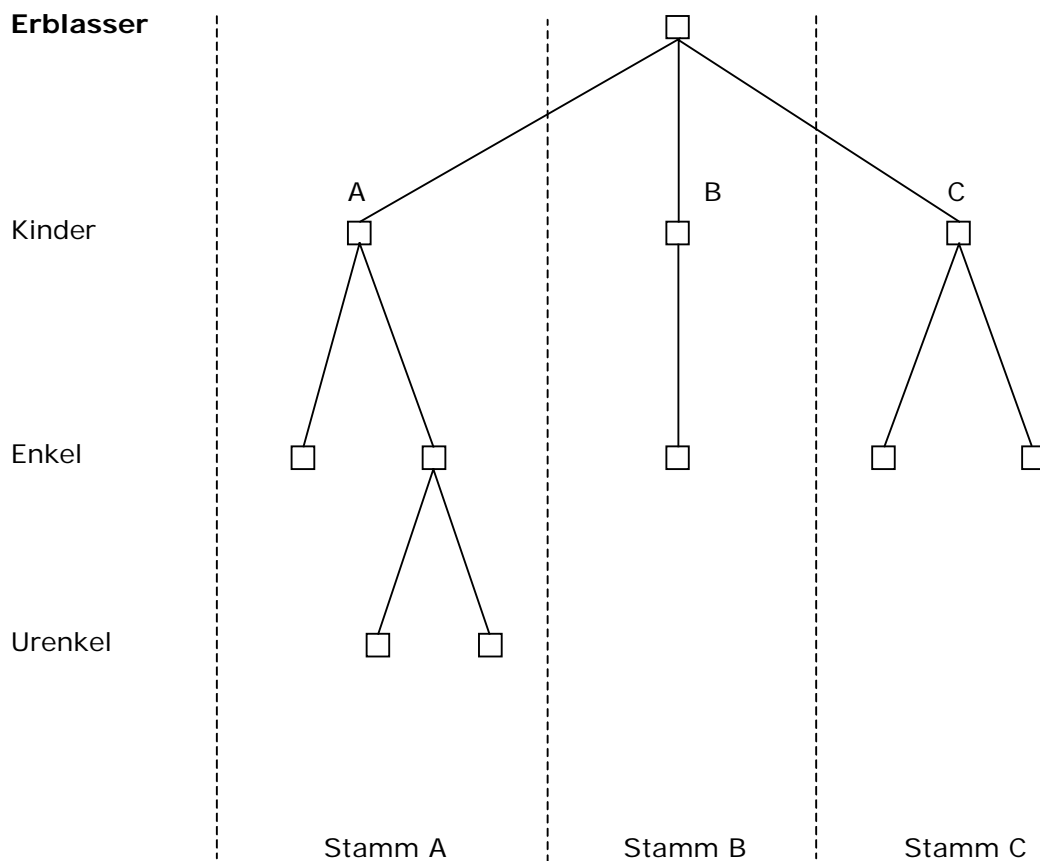 Erblasser
A B C
Kinder
Enkel
Urenkel
Stamm A Stamm B Stamm C